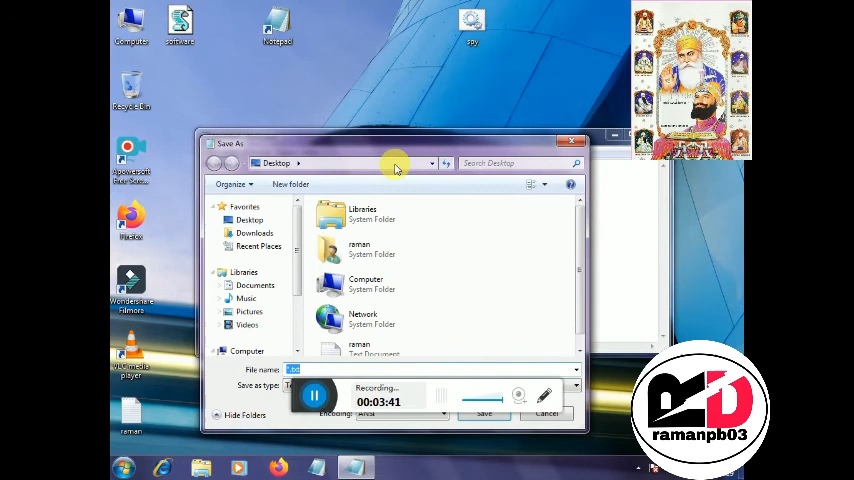 Computer
software
Notepad
spy
Recycle Bin
Apowersoft
Free Scre...
Firefox
Wondershare
Filmora
VLC media
player
raman
Save As
Desktop
Search Desktop
Organize
New folder
Favorites
Desktop
Downloads
Recent Places
Libraries
Documents
Music
Pictures
Videos
Computer
Libraries
System Folder
raman
System Folder
Computer
System Folder
Network
System Folder
raman
Text Document
File name:
*.txt
Save as type:
Recording...
00:03:41
Hide Folders
Encoding:
ANSI
Save
Cancel
RD
ramanpb03